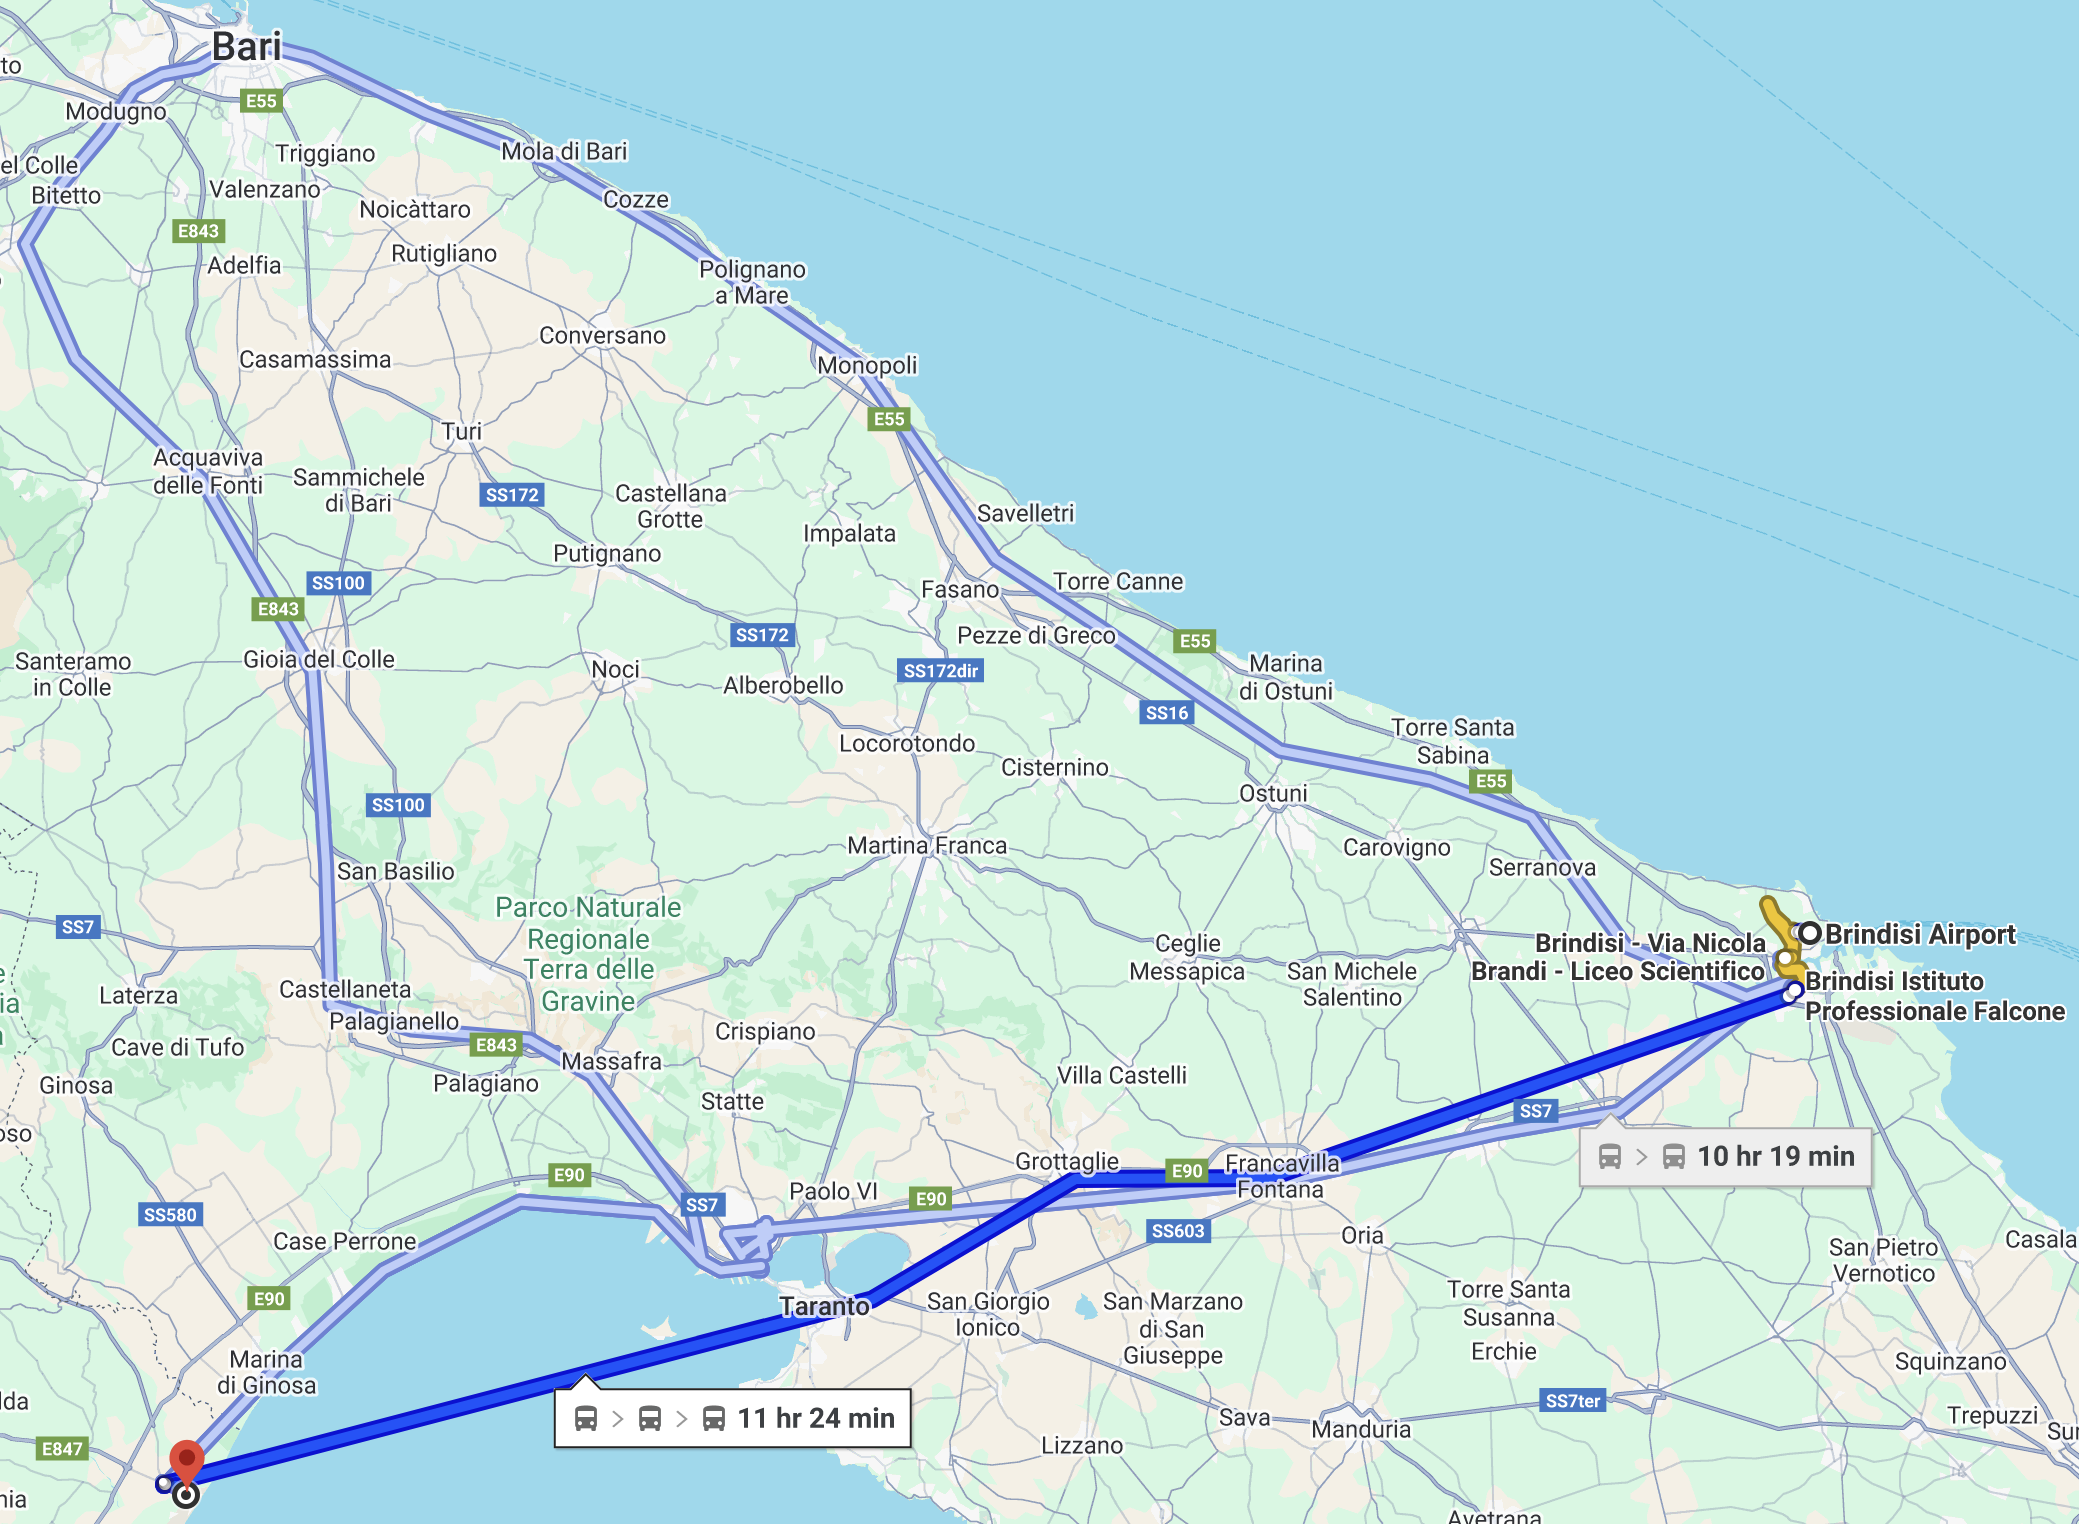 Bari
to
E55
Modugno
Triggiano
Mola di Bari
el Colle
Bitetto
Valenzano
Noicàttaro
Cozze
E843
Adelfia
Rutigliano
Polignano
a Mare
Conversano
Casamassima
Monopoli
E55
Turi
Acquaviva
delle Fonti
Sammichele
di Bari
SS172
Castellana
Grotte
Savelletri
Impalata
Putignano
SS100
Fasano
Torre Canne
E843
SS172
Pezze di Greco
E55
Santeramo
in Colle
Gioia del Colle
Noci
Alberobello
SS172dir
Marina
di Ostuni
SS16
Locorotondo
Cisternino
Torre Santa
Sabina
E55
SS100
Ostuni
Martina Franca
Carovigno
Serranova
San Basilio
SS7
Parco Naturale
Regionale
Terra delle
Gravine
Ceglie
Messapica
San Michele
Salentino
Brindisi Airport
Brindisi - Via Nicola
Brandi - Liceo Scientifico
Brindisi Istituto
Professionale Falcone
e
ia
a
Laterza
Castellaneta
Palagianello
Crispiano
Cave di Tufo
E843
Massafra
Ginosa
Palagiano
Statte
Villa Castelli
SS7
oso
Grottaglie
E90
Francavilla
Fontana
10 hr 19 min
E90
SS7
Paolo VI
E90
SS580
Case Perrone
SS603
Oria
San Pietro
Vernotico
Casala
E90
Taranto
San Giorgio
Ionico
San Marzano
di San
Giuseppe
Torre Santa
Susanna
Erchie
Marina
di Ginosa
Squinzano
lda
11 hr 24 min
SS7ter
Sava
Manduria
Trepuzzi
Sur
E847
Lizzano
nia
Avetrana